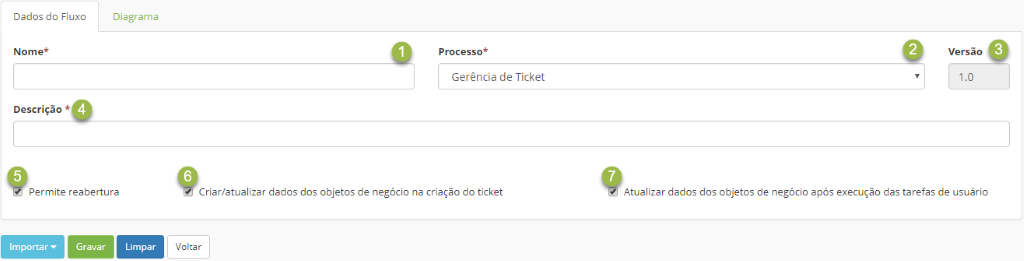 Dados do Fluxo Diagrama
Nome* 1 Processo* 2 Versão 3
Gerência de Ticket 1.0
Descrição * 4
5 6 7
Permite reabertura Criar/atualizar dados dos objetos de negócio na criação do ticket Atualizar dados dos objetos de negócio após execução das tarefas de usuário
Importar Gravar Limpar Voltar